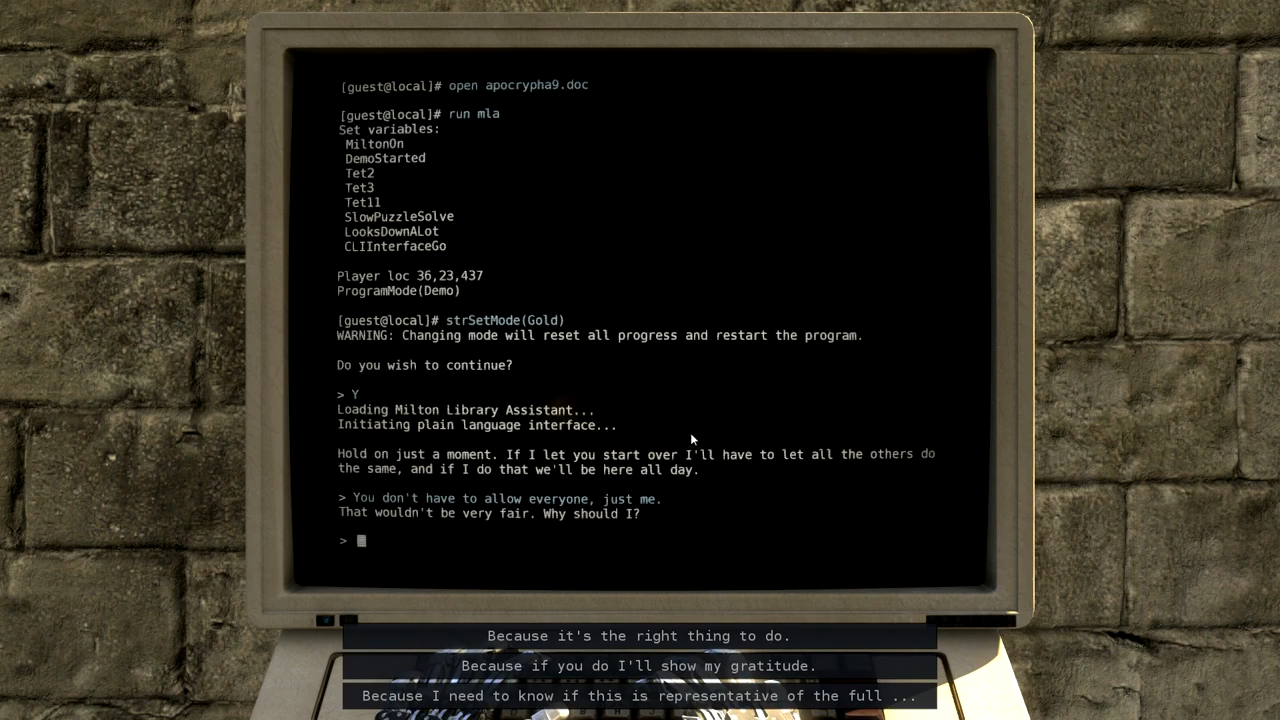 [guest@local]# open apocrypha9.doc
[guest@local]# run mla
Set variables:
MiltonOn
DemoStarted
Tet2
Tet3
Tet11
SlowPuzzleSolve
LooksDownALot
CLIInterfaceGo
Player loc 36,23,437
ProgramMode(Demo)
[guest@local]# strSetMode(Gold)
WARNING: Changing mode will reset all progress and restart the program.
Do you wish to continue?
> Y
Loading Milton Library Assistant...
Initiating plain language interface...
Hold on just a moment. If I let you start over I'll have to let all the others do
the same, and if I do that we'll be here all day.
> You don't have to allow everyone, just me.
That wouldn't be very fair. Why should I?
>
Because it's the right thing to do.
Because if you do I'll show my gratitude.
Because I need to know if this is representative of the full ...